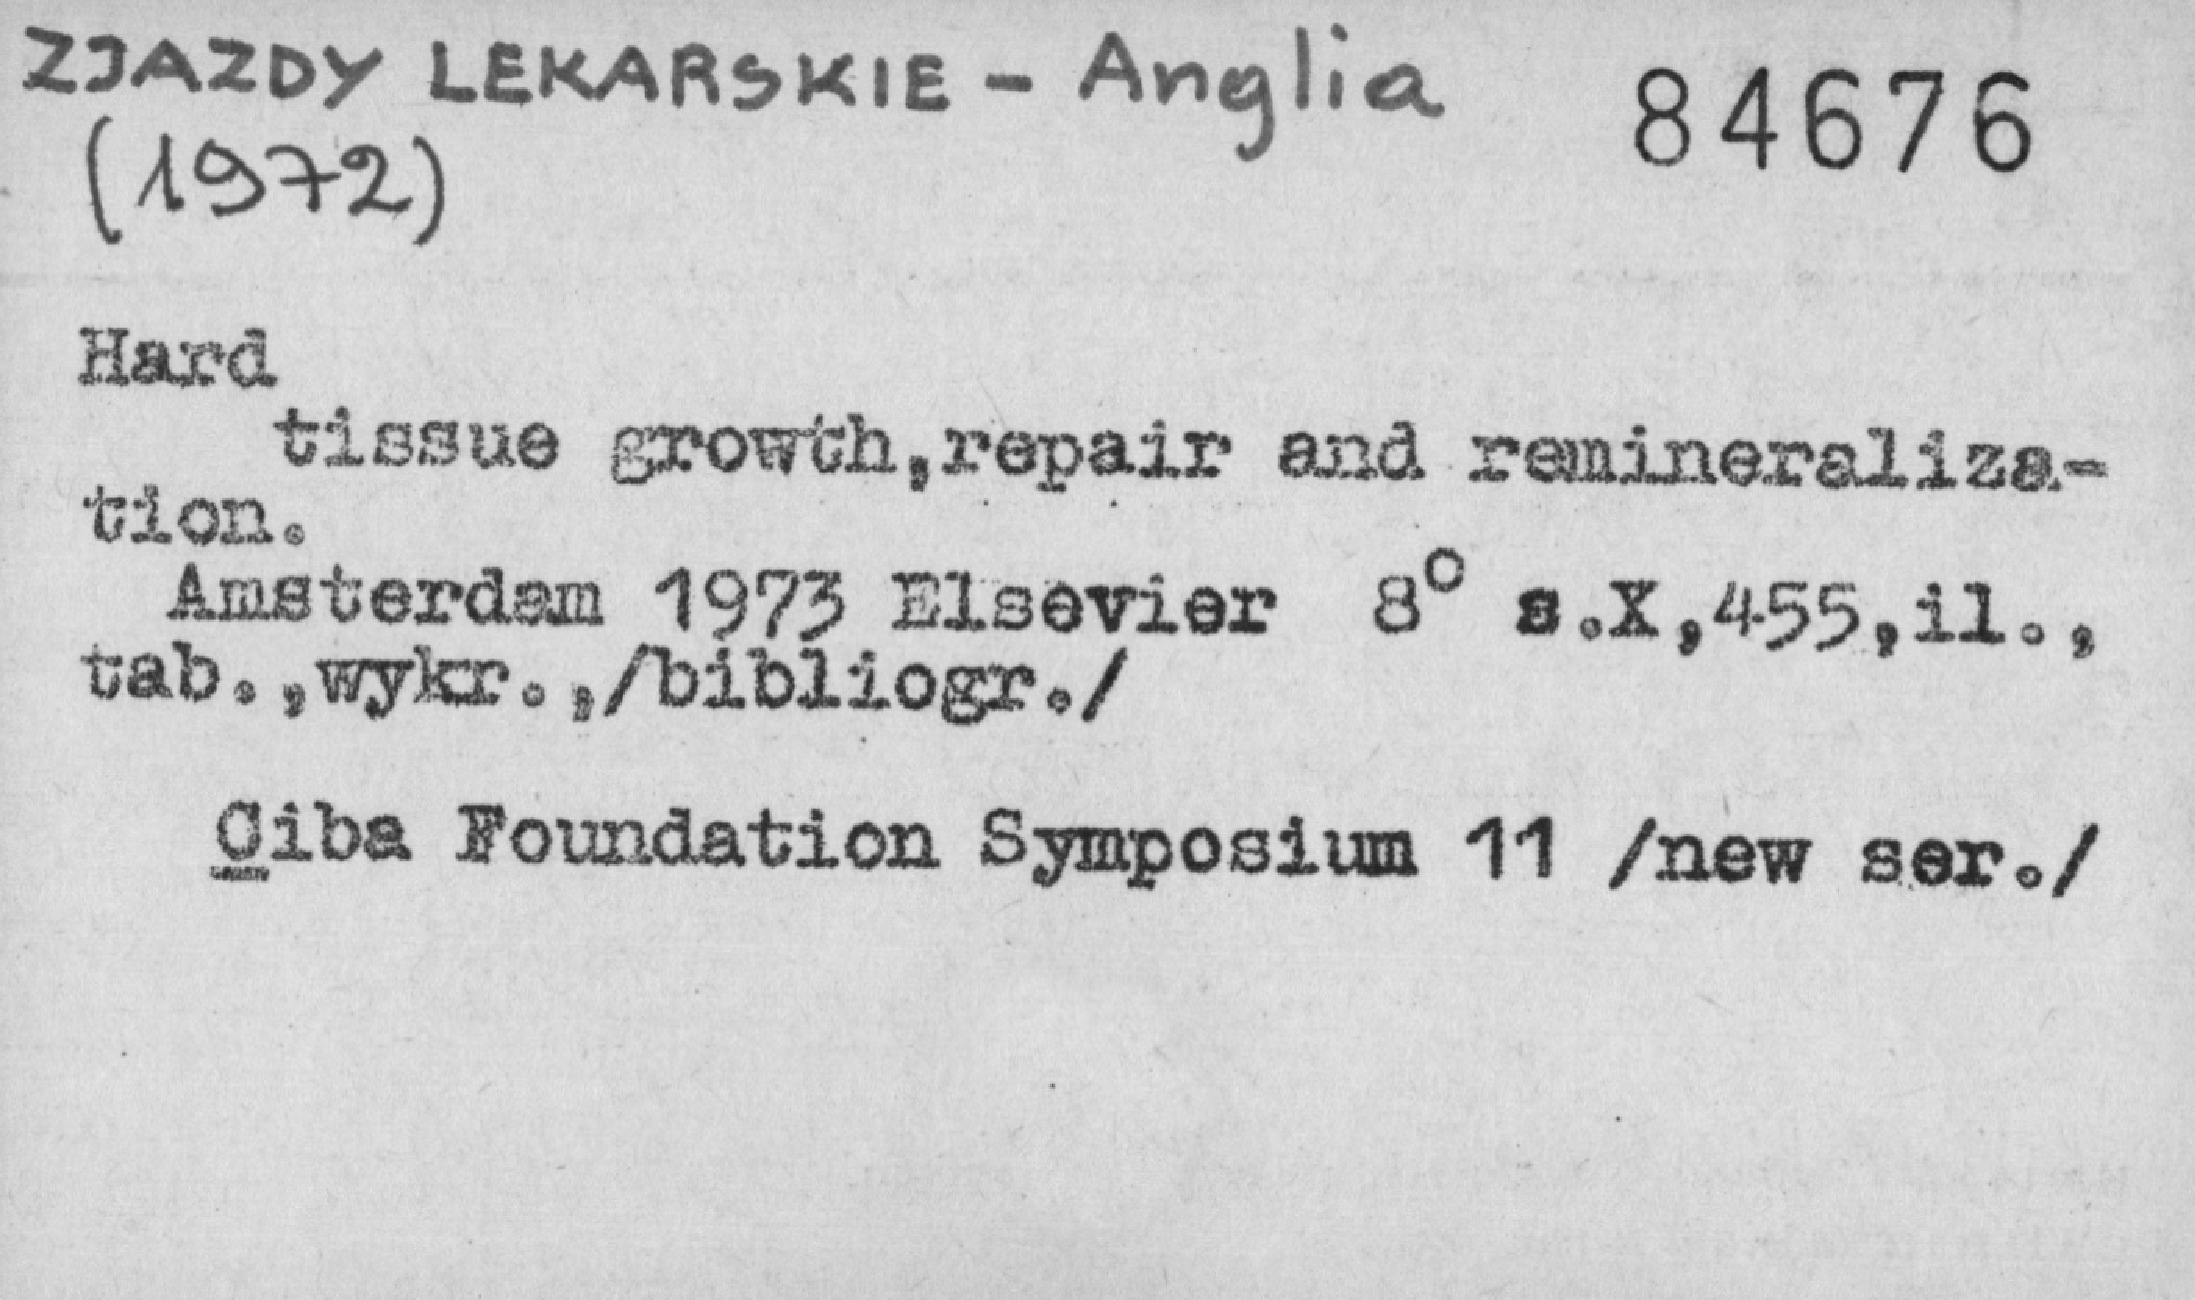 ZJAZDY LEKARSKIE - Anglia 84676
(1972)
Hard
tissue growth,repair and remineraliza-
tion.
Amsterdam 1973 Elsevier 8° s.X,455,il.,
tab.,wykr.,/bibliogr./
Ciba Foundation Symposium 11 /new ser./